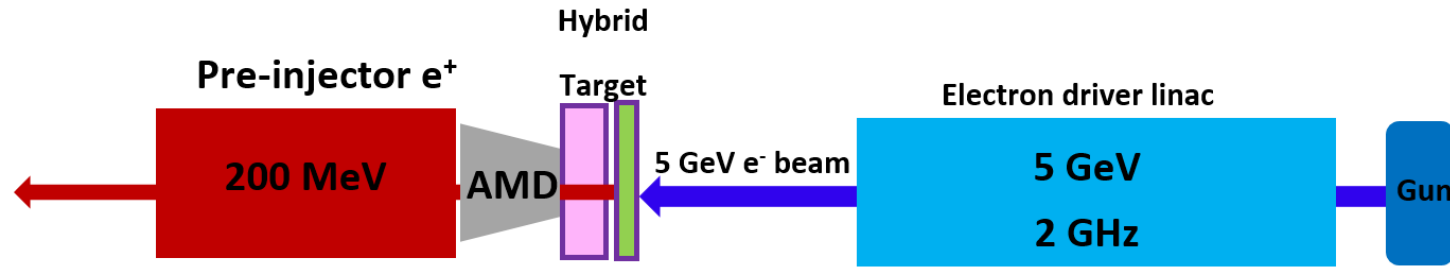 Hybrid
Target
Pre-injector e⁺
Electron driver linac
200 MeV
AMD
5 GeV e⁻ beam
5 GeV
2 GHz
Gun